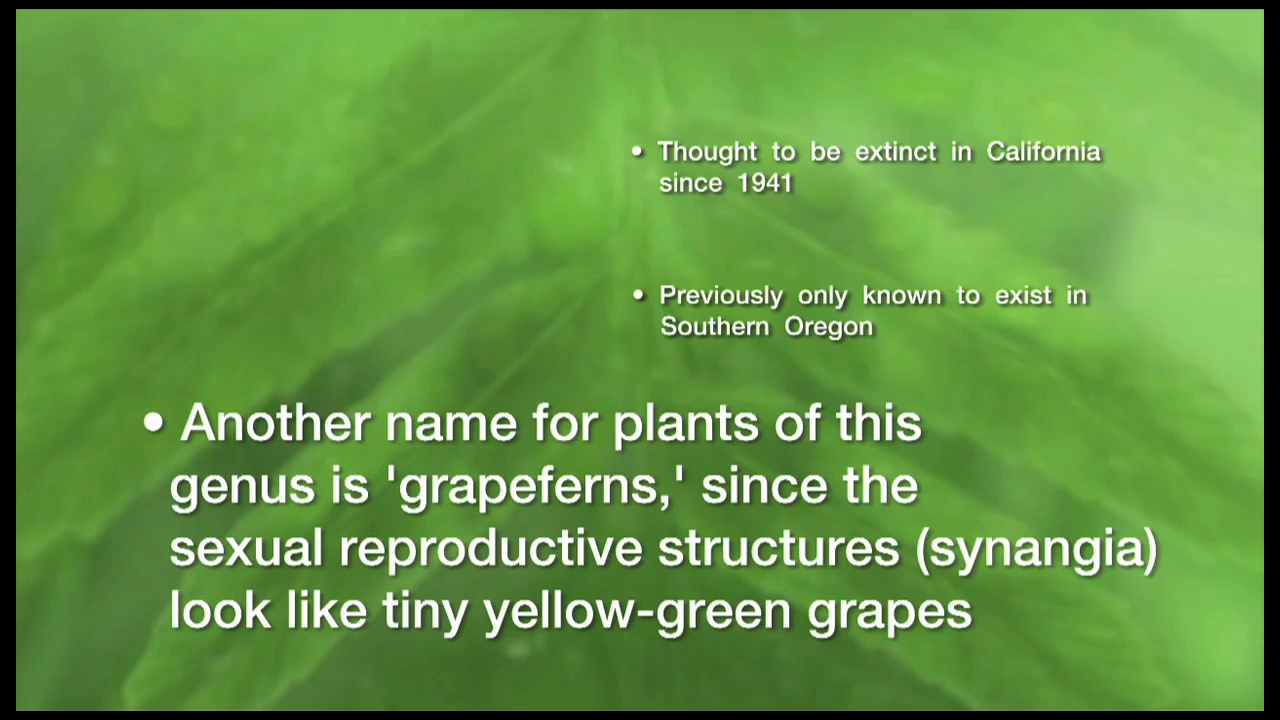 • Thought to be extinct in California
since 1941
• Previously only known to exist in
Southern Oregon
• Another name for plants of this
genus is 'grapeferns,' since the
sexual reproductive structures (synangia)
look like tiny yellow-green grapes